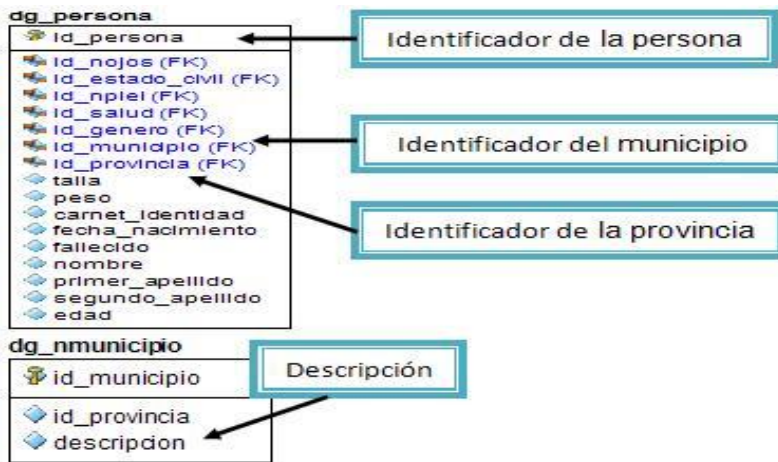 dg_persona
id_persona
Identificador de la persona
id_nojos (FK)
id_estado_civil (FK)
id_npiel (FK)
id_salud (FK)
id_genero (FK)
id_municipio (FK)
id_provincia (FK)
Identificador del municipio
talla
peso
carnet_identidad
fecha_nacimiento
fallecido
nombre
primer_apellido
segundo_apellido
edad
Identificador de la provincia
dg_nmunicipio
id_municipio
Descripción
id_provincia
descripcion